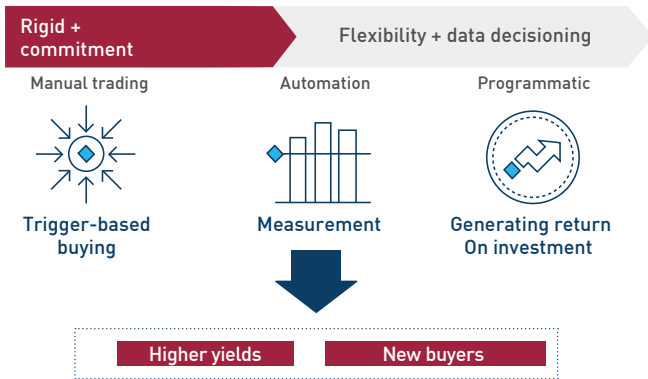 Rigid +
commitment
Flexibility + data decisioning
Manual trading
Automation
Programmatic
Trigger-based
buying
Measurement
Generating return
On investment
Higher yields
New buyers